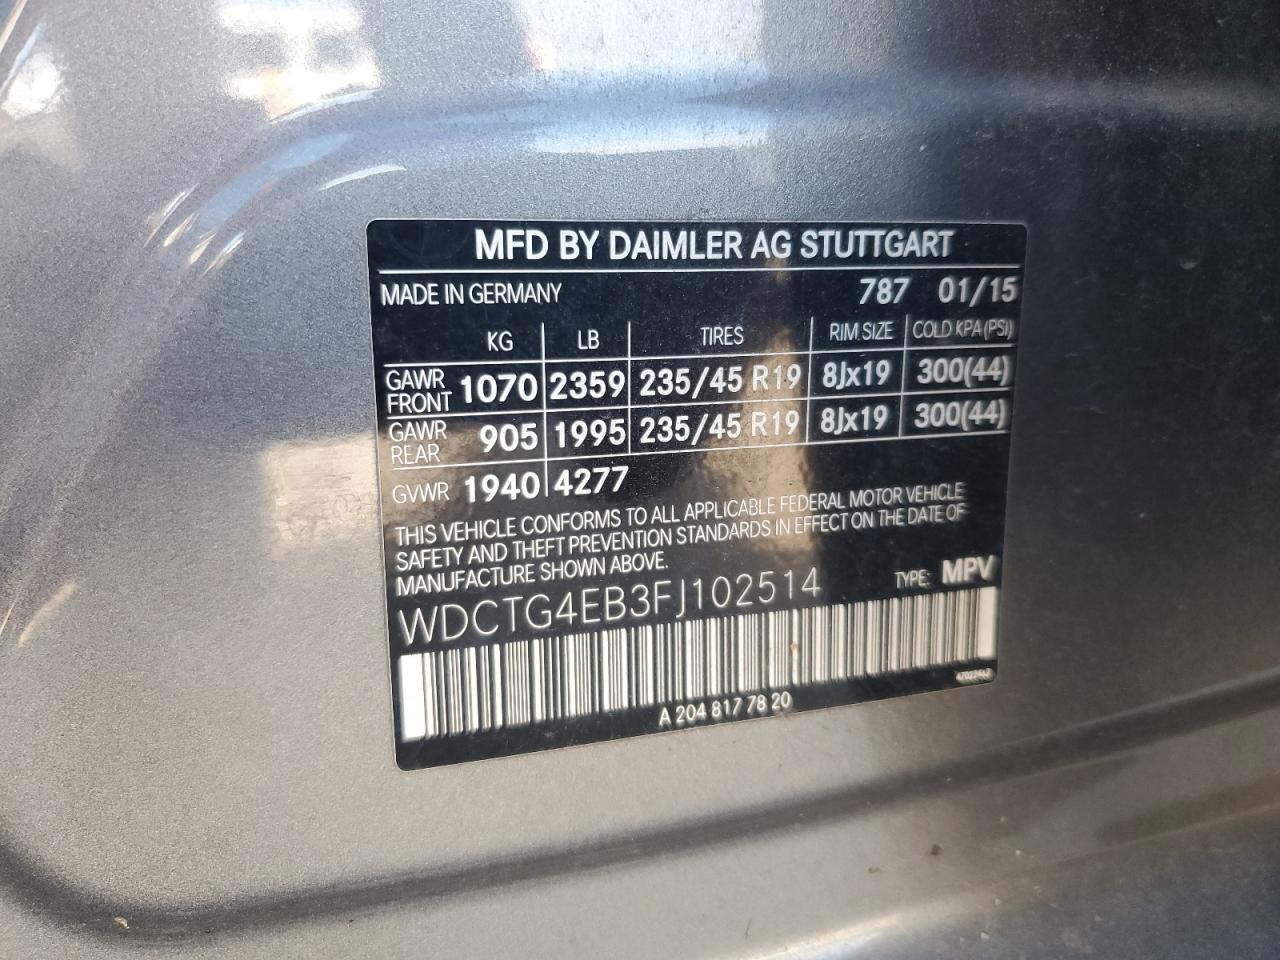 MFD BY DAIMLER AG STUTTGART
MADE IN GERMANY 787 01/15
KG LB TIRES RIM SIZE COLD KPA (PSI)
GAWR FRONT 1070 2359 235/45 R19 8Jx19 300(44)
GAWR REAR 905 1995 235/45 R19 8Jx19 300(44)
GVWR 1940 4277
THIS VEHICLE CONFORMS TO ALL APPLICABLE FEDERAL MOTOR VEHICLE
SAFETY AND THEFT PREVENTION STANDARDS IN EFFECT ON THE DATE OF
MANUFACTURE SHOWN ABOVE.
WDCTG4EB3FJ102514 TYPE: MPV
A 204 817 78 20